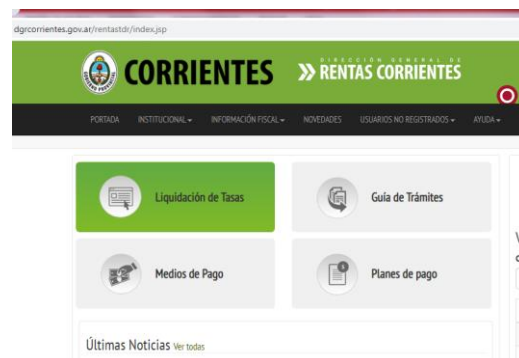 dgrcorrientes.gov.ar/rentastdr/index.jsp
CORRIENTES
DIRECCIÓN GENERAL DE
RENTAS CORRIENTES
PORTADA INSTITUCIONAL INFORMACIÓN FISCAL NOVEDADES USUARIOS NO REGISTRADOS AYUDA
Liquidación de Tasas
Guía de Trámites
Medios de Pago
Planes de pago
Últimas Noticias Ver todas